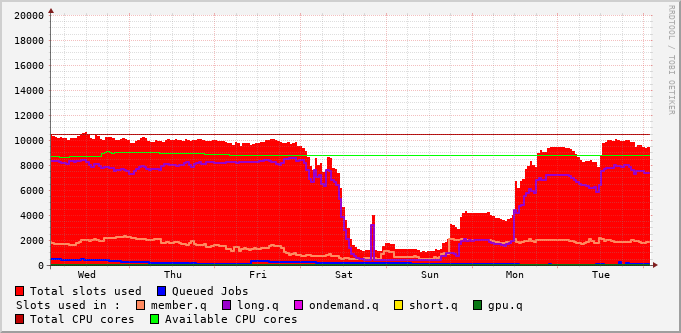 20000
18000
16000
14000
12000
10000
8000
6000
4000
2000
0
Wed Thu Fri Sat Sun Mon Tue
RRDTOOL / TOBI OETIKER
Total slots used Queued Jobs
Slots used in : member.q long.q ondemand.q short.q gpu.q
Total CPU cores Available CPU cores